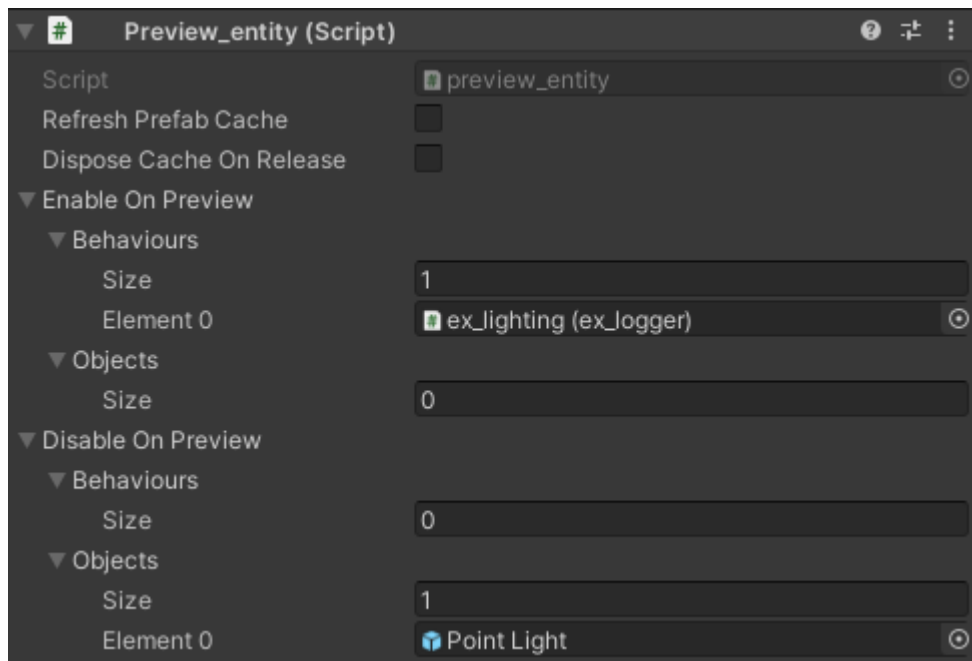 Preview_entity (Script)
Script preview_entity
Refresh Prefab Cache
Dispose Cache On Release
Enable On Preview
Behaviours
Size 1
Element 0 ex_lighting (ex_logger)
Objects
Size 0
Disable On Preview
Behaviours
Size 0
Objects
Size 1
Element 0 Point Light